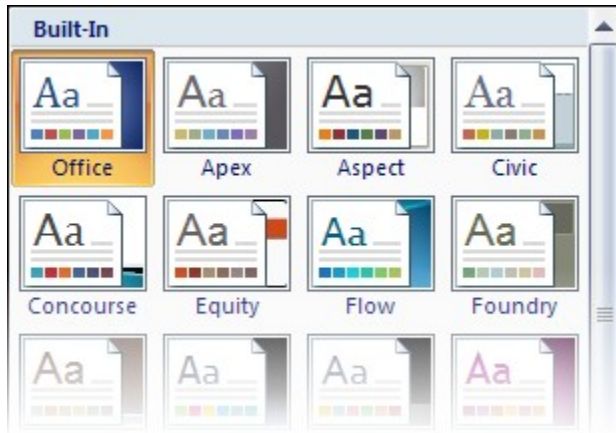 Built-In
Aa Aa Aa Aa
Office Apex Aspect Civic
Aa Aa Aa Aa
Concourse Equity Flow Foundry
Aa Aa Aa Aa